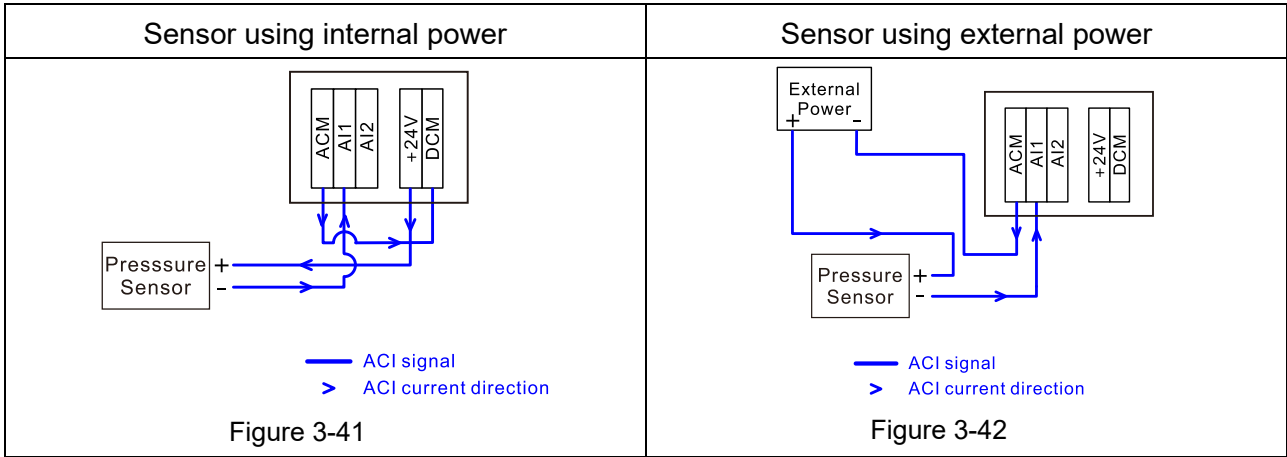 Sensor using internal power
ACM
AI1
AI2
+24V
DCM
Presssure +
Sensor -
ACI signal
> ACI current direction
Figure 3-41
Sensor using external power
External
Power
+ -
ACM
AI1
AI2
+24V
DCM
Pressure +
Sensor -
ACI signal
> ACI current direction
Figure 3-42